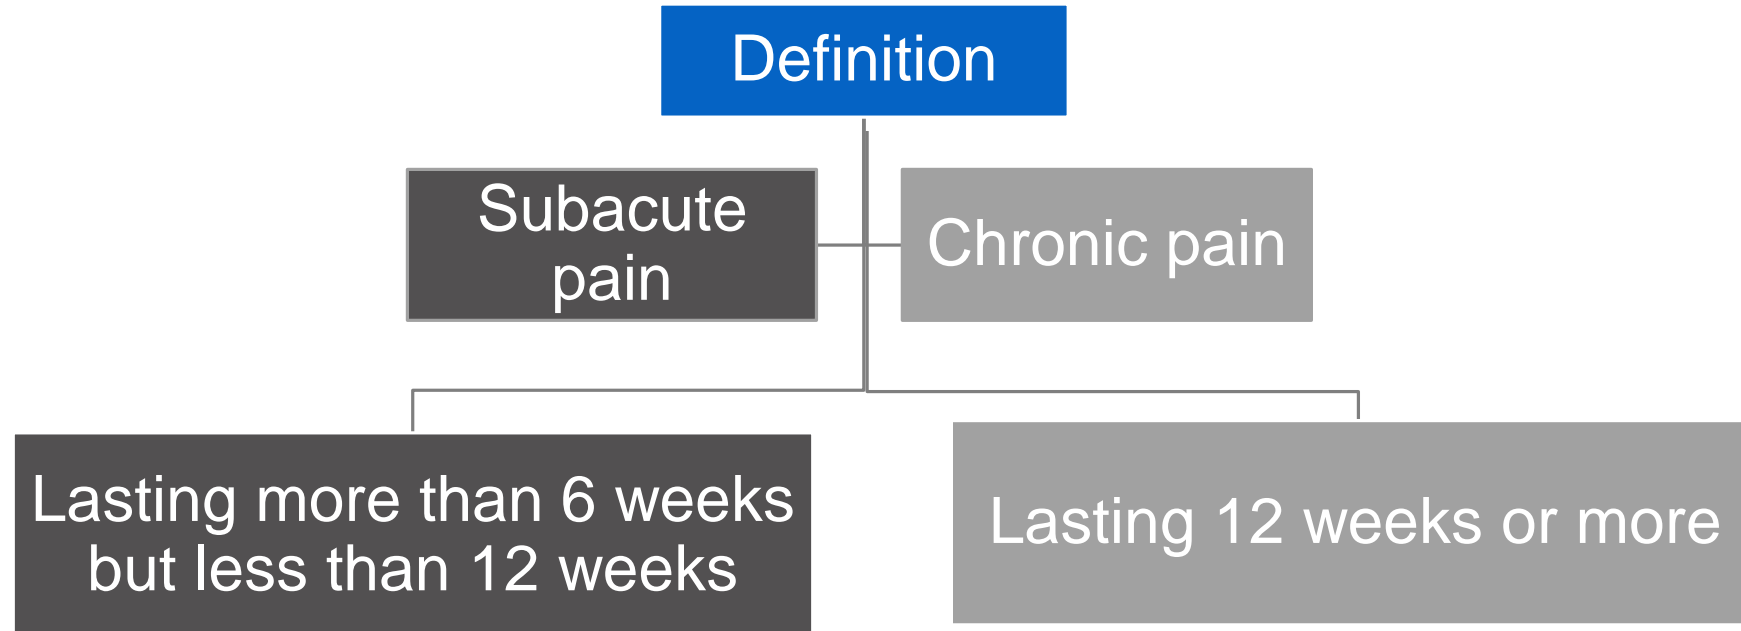 Definition
Subacute
pain
Chronic pain
Lasting more than 6 weeks
but less than 12 weeks
Lasting 12 weeks or more